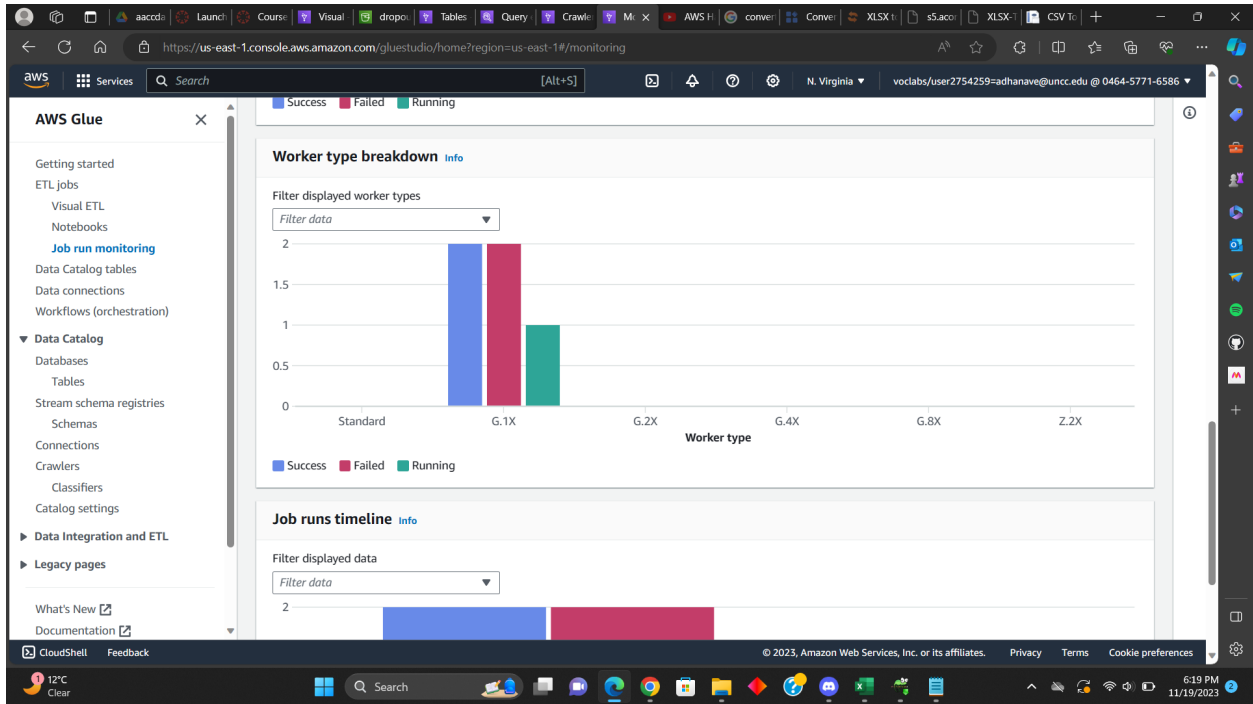 aaccda
Launch
Course
Visual
dropou
Tables
Query
Crawle
Mo
AWS H
conver
Conver
XLSX to
s5.acor
XLSX-T
CSV To
https://us-east-1.console.aws.amazon.com/gluestudio/home?region=us-east-1#/monitoring
aws
Services
Search
[Alt+S]
N. Virginia
voclabs/user2754259=adhanave@uncc.edu @ 0464-5771-6586
AWS Glue
Getting started
ETL jobs
Visual ETL
Notebooks
Job run monitoring
Data Catalog tables
Data connections
Workflows (orchestration)
Data Catalog
Databases
Tables
Stream schema registries
Schemas
Connections
Crawlers
Classifiers
Catalog settings
Data Integration and ETL
Legacy pages
What's New
Documentation
Success Failed Running
Worker type breakdown Info
Filter displayed worker types
Filter data
2
1.5
1
0.5
0
Standard G.1X G.2X G.4X G.8X Z.2X
Worker type
Success Failed Running
Job runs timeline Info
Filter displayed data
Filter data
2
CloudShell Feedback
© 2023, Amazon Web Services, Inc. or its affiliates. Privacy Terms Cookie preferences
1
12°C
Clear
Search
6:19 PM
11/19/2023
2